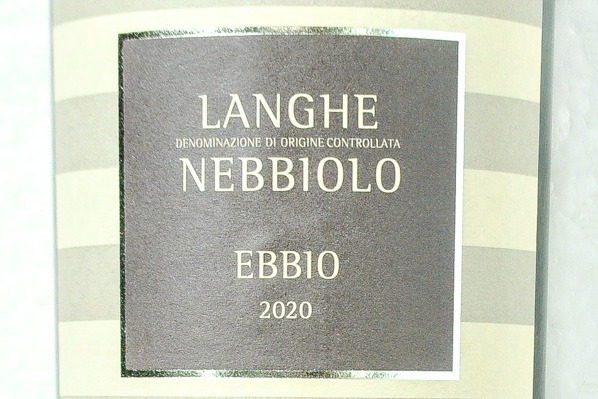 LANGHE
DENOMINAZIONE DI ORIGINE CONTROLLATA
NEBBIOLO
EBBIO
2020